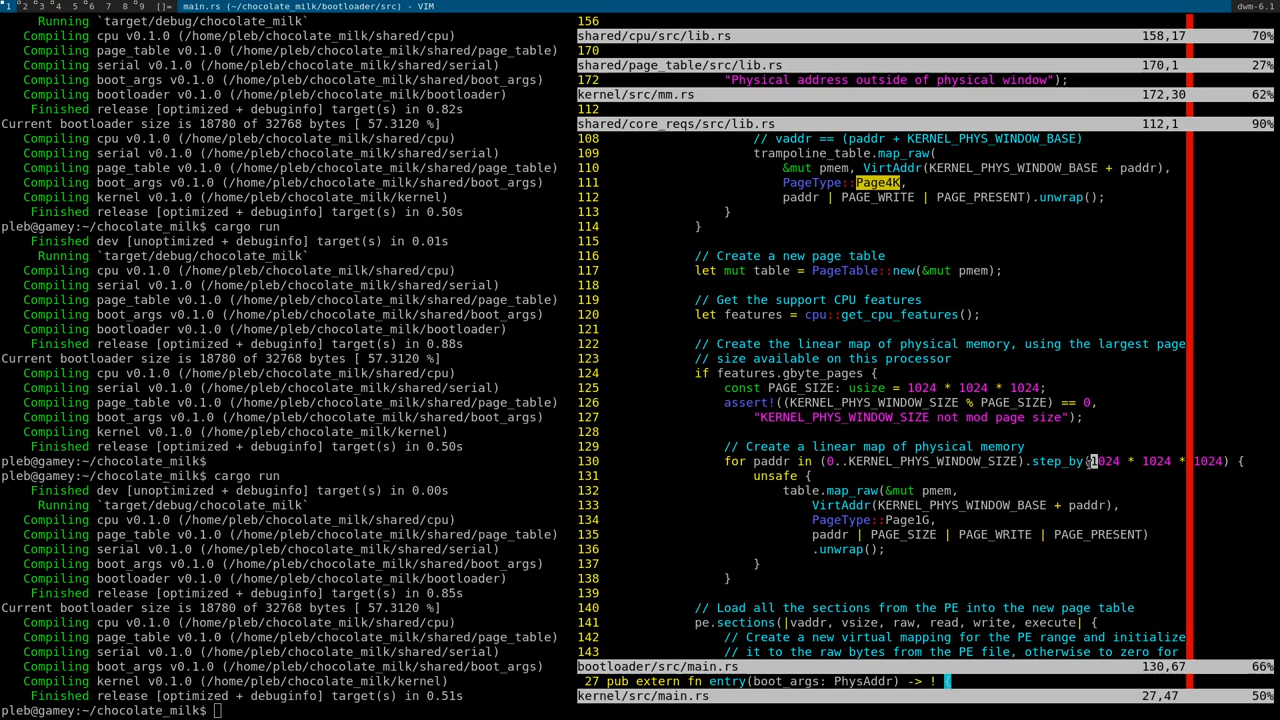 1 2 3 4 5 6 7 8 9 []= main.rs (~/chocolate_milk/bootloader/src) - VIM dwm-6.1
Running `target/debug/chocolate_milk`
Compiling cpu v0.1.0 (/home/pleb/chocolate_milk/shared/cpu)
Compiling page_table v0.1.0 (/home/pleb/chocolate_milk/shared/page_table)
Compiling serial v0.1.0 (/home/pleb/chocolate_milk/shared/serial)
Compiling boot_args v0.1.0 (/home/pleb/chocolate_milk/shared/boot_args)
Compiling bootloader v0.1.0 (/home/pleb/chocolate_milk/bootloader)
Finished release [optimized + debuginfo] target(s) in 0.82s
Current bootloader size is 18780 of 32768 bytes [ 57.3120 %]
Compiling cpu v0.1.0 (/home/pleb/chocolate_milk/shared/cpu)
Compiling serial v0.1.0 (/home/pleb/chocolate_milk/shared/serial)
Compiling page_table v0.1.0 (/home/pleb/chocolate_milk/shared/page_table)
Compiling boot_args v0.1.0 (/home/pleb/chocolate_milk/shared/boot_args)
Compiling kernel v0.1.0 (/home/pleb/chocolate_milk/kernel)
Finished release [optimized + debuginfo] target(s) in 0.50s
pleb@gamey:~/chocolate_milk$ cargo run
Finished dev [unoptimized + debuginfo] target(s) in 0.01s
Running `target/debug/chocolate_milk`
Compiling cpu v0.1.0 (/home/pleb/chocolate_milk/shared/cpu)
Compiling serial v0.1.0 (/home/pleb/chocolate_milk/shared/serial)
Compiling page_table v0.1.0 (/home/pleb/chocolate_milk/shared/page_table)
Compiling boot_args v0.1.0 (/home/pleb/chocolate_milk/shared/boot_args)
Compiling bootloader v0.1.0 (/home/pleb/chocolate_milk/bootloader)
Finished release [optimized + debuginfo] target(s) in 0.88s
Current bootloader size is 18780 of 32768 bytes [ 57.3120 %]
Compiling cpu v0.1.0 (/home/pleb/chocolate_milk/shared/cpu)
Compiling serial v0.1.0 (/home/pleb/chocolate_milk/shared/serial)
Compiling page_table v0.1.0 (/home/pleb/chocolate_milk/shared/page_table)
Compiling boot_args v0.1.0 (/home/pleb/chocolate_milk/shared/boot_args)
Compiling kernel v0.1.0 (/home/pleb/chocolate_milk/kernel)
Finished release [optimized + debuginfo] target(s) in 0.50s
pleb@gamey:~/chocolate_milk$
pleb@gamey:~/chocolate_milk$ cargo run
Finished dev [unoptimized + debuginfo] target(s) in 0.00s
Running `target/debug/chocolate_milk`
Compiling cpu v0.1.0 (/home/pleb/chocolate_milk/shared/cpu)
Compiling page_table v0.1.0 (/home/pleb/chocolate_milk/shared/page_table)
Compiling serial v0.1.0 (/home/pleb/chocolate_milk/shared/serial)
Compiling boot_args v0.1.0 (/home/pleb/chocolate_milk/shared/boot_args)
Compiling bootloader v0.1.0 (/home/pleb/chocolate_milk/bootloader)
Finished release [optimized + debuginfo] target(s) in 0.85s
Current bootloader size is 18780 of 32768 bytes [ 57.3120 %]
Compiling cpu v0.1.0 (/home/pleb/chocolate_milk/shared/cpu)
Compiling serial v0.1.0 (/home/pleb/chocolate_milk/shared/serial)
Compiling page_table v0.1.0 (/home/pleb/chocolate_milk/shared/page_table)
Compiling boot_args v0.1.0 (/home/pleb/chocolate_milk/shared/boot_args)
Compiling kernel v0.1.0 (/home/pleb/chocolate_milk/kernel)
Finished release [optimized + debuginfo] target(s) in 0.51s
pleb@gamey:~/chocolate_milk$
156
shared/cpu/src/lib.rs 158,17 70%
170
shared/page_table/src/lib.rs 170,1 27%
172 "Physical address outside of physical window");
kernel/src/mm.rs 172,30 62%
112
shared/core_reqs/src/lib.rs 112,1 90%
108 // vaddr == (paddr + KERNEL_PHYS_WINDOW_BASE)
109 trampoline_table.map_raw(
110 &mut pmem, VirtAddr(KERNEL_PHYS_WINDOW_BASE + paddr),
111 PageType::Page4K,
112 paddr | PAGE_WRITE | PAGE_PRESENT).unwrap();
113 }
114 }
115
116 // Create a new page table
117 let mut table = PageTable::new(&mut pmem);
118
119 // Get the support CPU features
120 let features = cpu::get_cpu_features();
121
122 // Create the linear map of physical memory, using the largest page
123 // size available on this processor
124 if features.gbyte_pages {
125 const PAGE_SIZE: usize = 1024 * 1024 * 1024;
126 assert!((KERNEL_PHYS_WINDOW_SIZE % PAGE_SIZE) == 0,
127 "KERNEL_PHYS_WINDOW_SIZE not mod page size");
128
129 // Create a linear map of physical memory
130 for paddr in (0..KERNEL_PHYS_WINDOW_SIZE).step_by(1024 * 1024 * 1024) {
131 unsafe {
132 table.map_raw(&mut pmem,
133 VirtAddr(KERNEL_PHYS_WINDOW_BASE + paddr),
134 PageType::Page1G,
135 paddr | PAGE_SIZE | PAGE_WRITE | PAGE_PRESENT)
136 .unwrap();
137 }
138 }
139
140 // Load all the sections from the PE into the new page table
141 pe.sections(|vaddr, vsize, raw, read, write, execute| {
142 // Create a new virtual mapping for the PE range and initialize
143 // it to the raw bytes from the PE file, otherwise to zero for
bootloader/src/main.rs 130,67 66%
27 pub extern fn entry(boot_args: PhysAddr) -> ! {
kernel/src/main.rs 27,47 50%